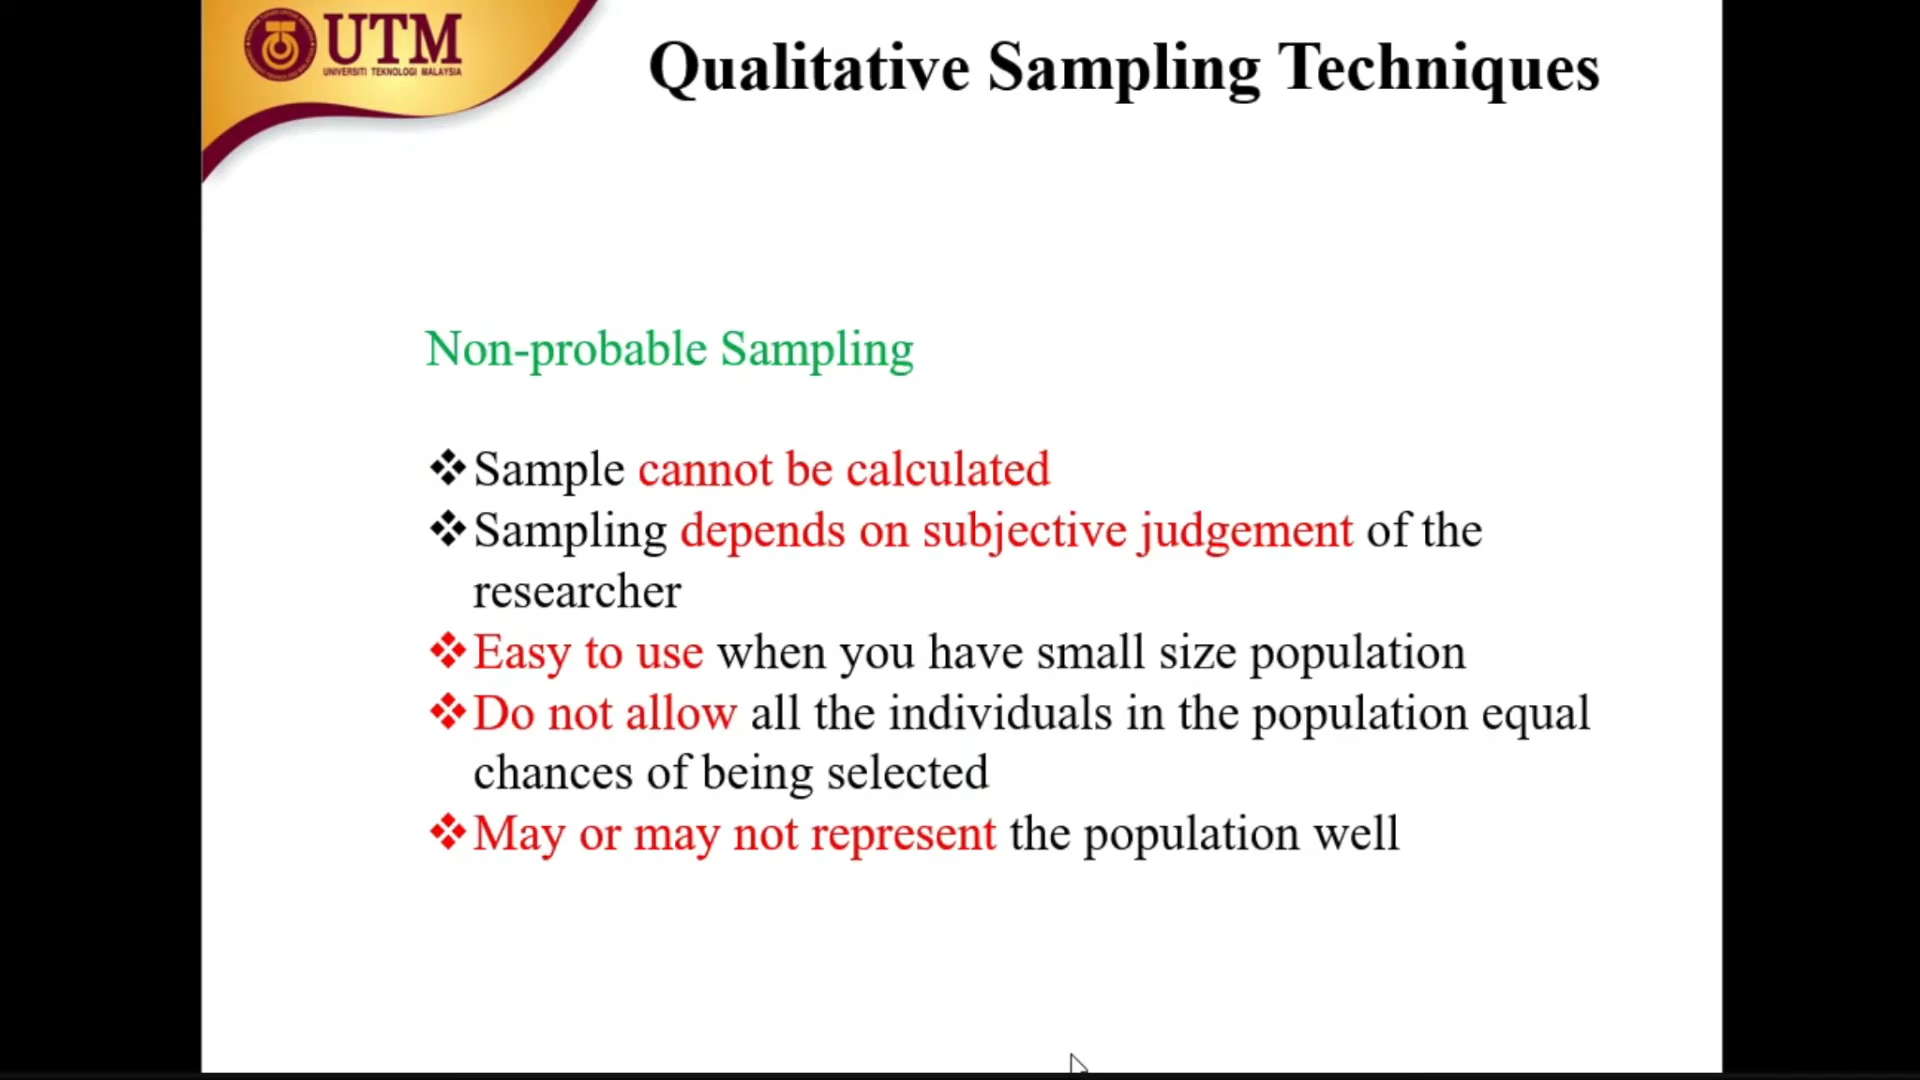 UTM
UNIVERSITI TEKNOLOGI MALAYSIA
Qualitative Sampling Techniques
Non-probable Sampling
❖Sample cannot be calculated
❖Sampling depends on subjective judgement of the
researcher
❖Easy to use when you have small size population
❖Do not allow all the individuals in the population equal
chances of being selected
❖May or may not represent the population well